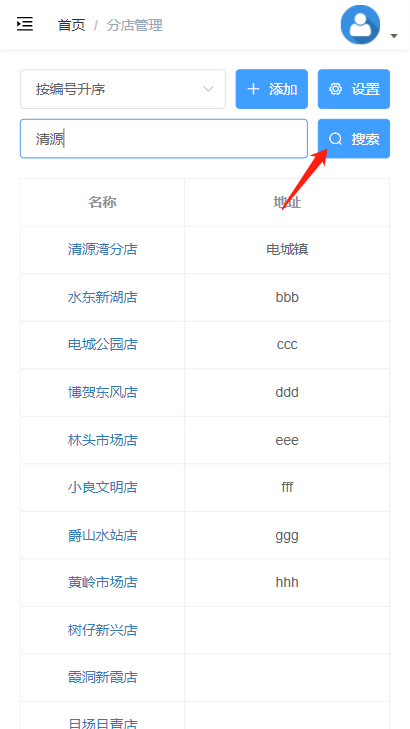 首页 / 分店管理
按编号升序 添加 设置
清源 搜索
名称 地址
清源湾分店 电城镇
水东新湖店 bbb
电城公园店 ccc
博贺东风店 ddd
林头市场店 eee
小良文明店 fff
爵山水站店 ggg
黄岭市场店 hhh
树仔新兴店
霞洞新霞店